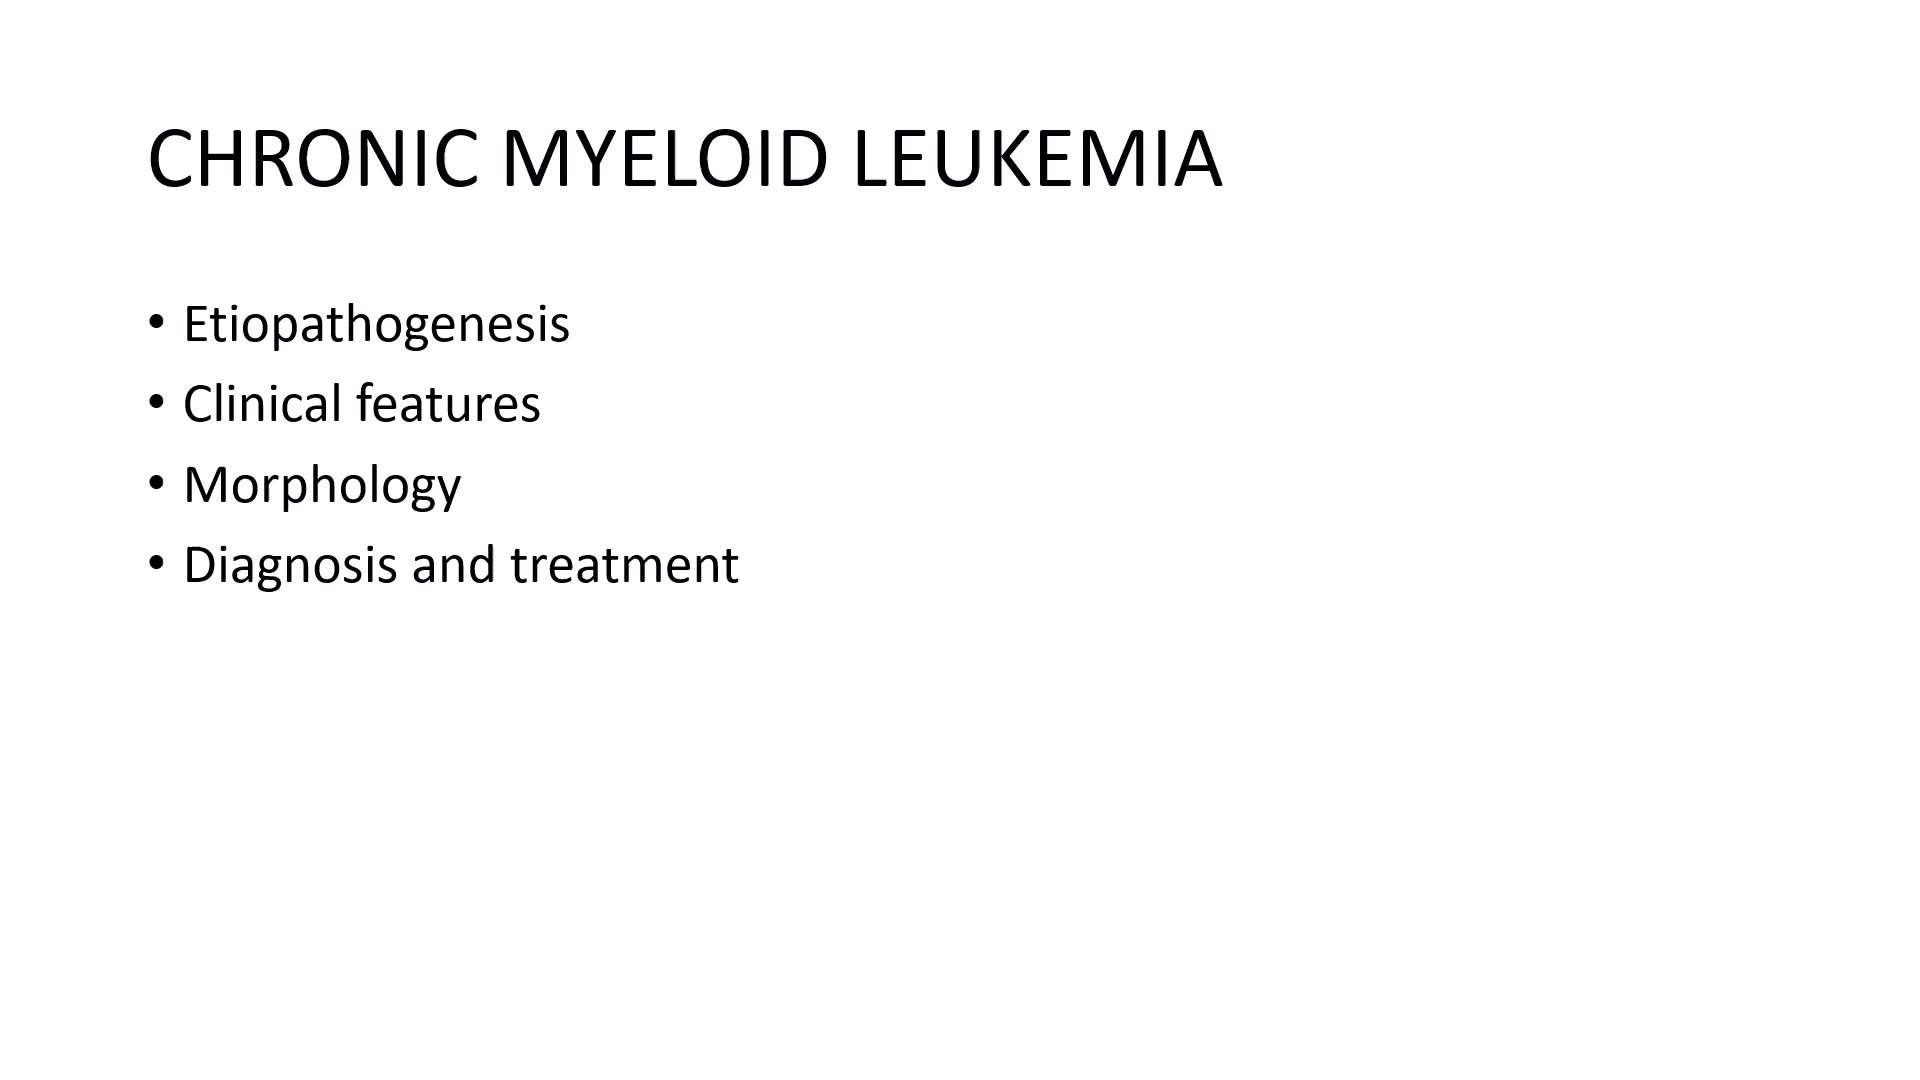 CHRONIC MYELOID LEUKEMIA
• Etiopathogenesis
• Clinical features
• Morphology
• Diagnosis and treatment